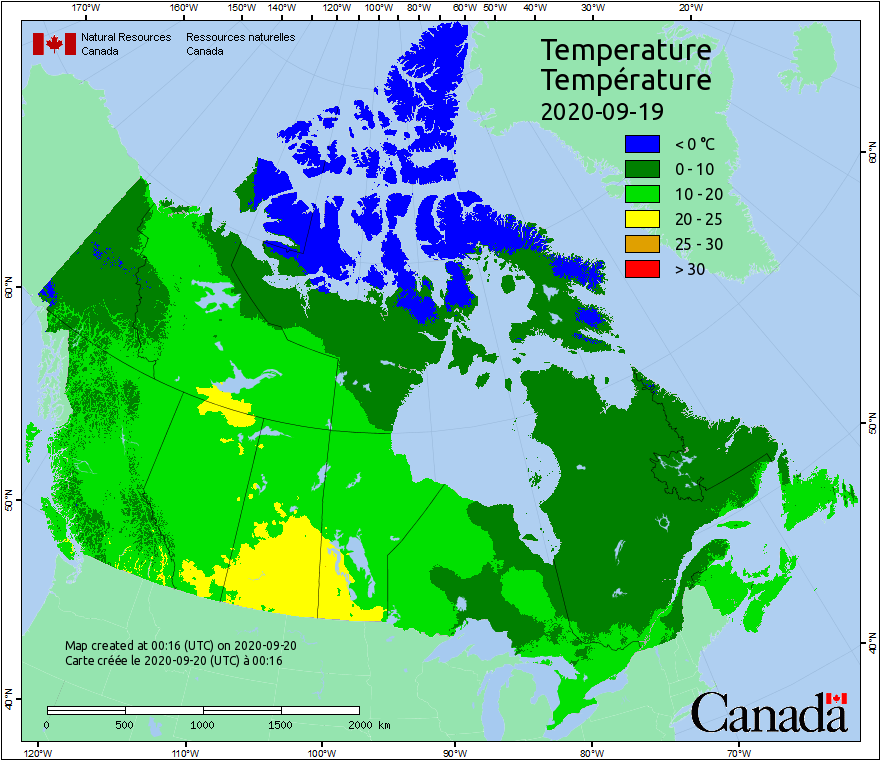 170°W 160°W 150°W 140°W 120°W 100°W 80°W 60°W 50°W 40°W 30°W 20°W
Natural Resources Ressources naturelles
Canada Canada
Temperature
Température
2020-09-19
< 0 °C
0 - 10
10 - 20
20 - 25
25 - 30
> 30
60°N
60°N
50°N
50°N
40°N
40°N
Map created at 00:16 (UTC) on 2020-09-20
Carte créée le 2020-09-20 (UTC) à 00:16
0 500 1000 1500 2000 km
Canada
120°W 110°W 100°W 90°W 80°W 70°W